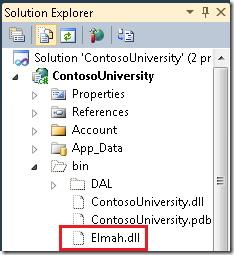 Solution Explorer
Solution 'ContosoUniversity' (2 pr
ContosoUniversity
Properties
References
Account
App_Data
bin
DAL
ContosoUniversity.dll
ContosoUniversity.pdb
Elmah.dll